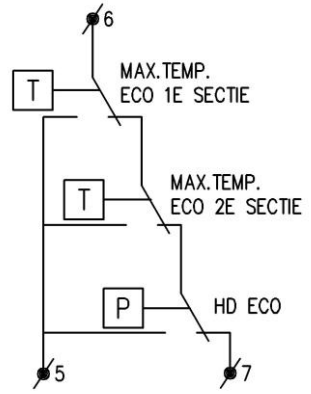 6
MAX.TEMP.
T
ECO 1E SECTIE
MAX.TEMP.
T
ECO 2E SECTIE
P
HD ECO
5
7